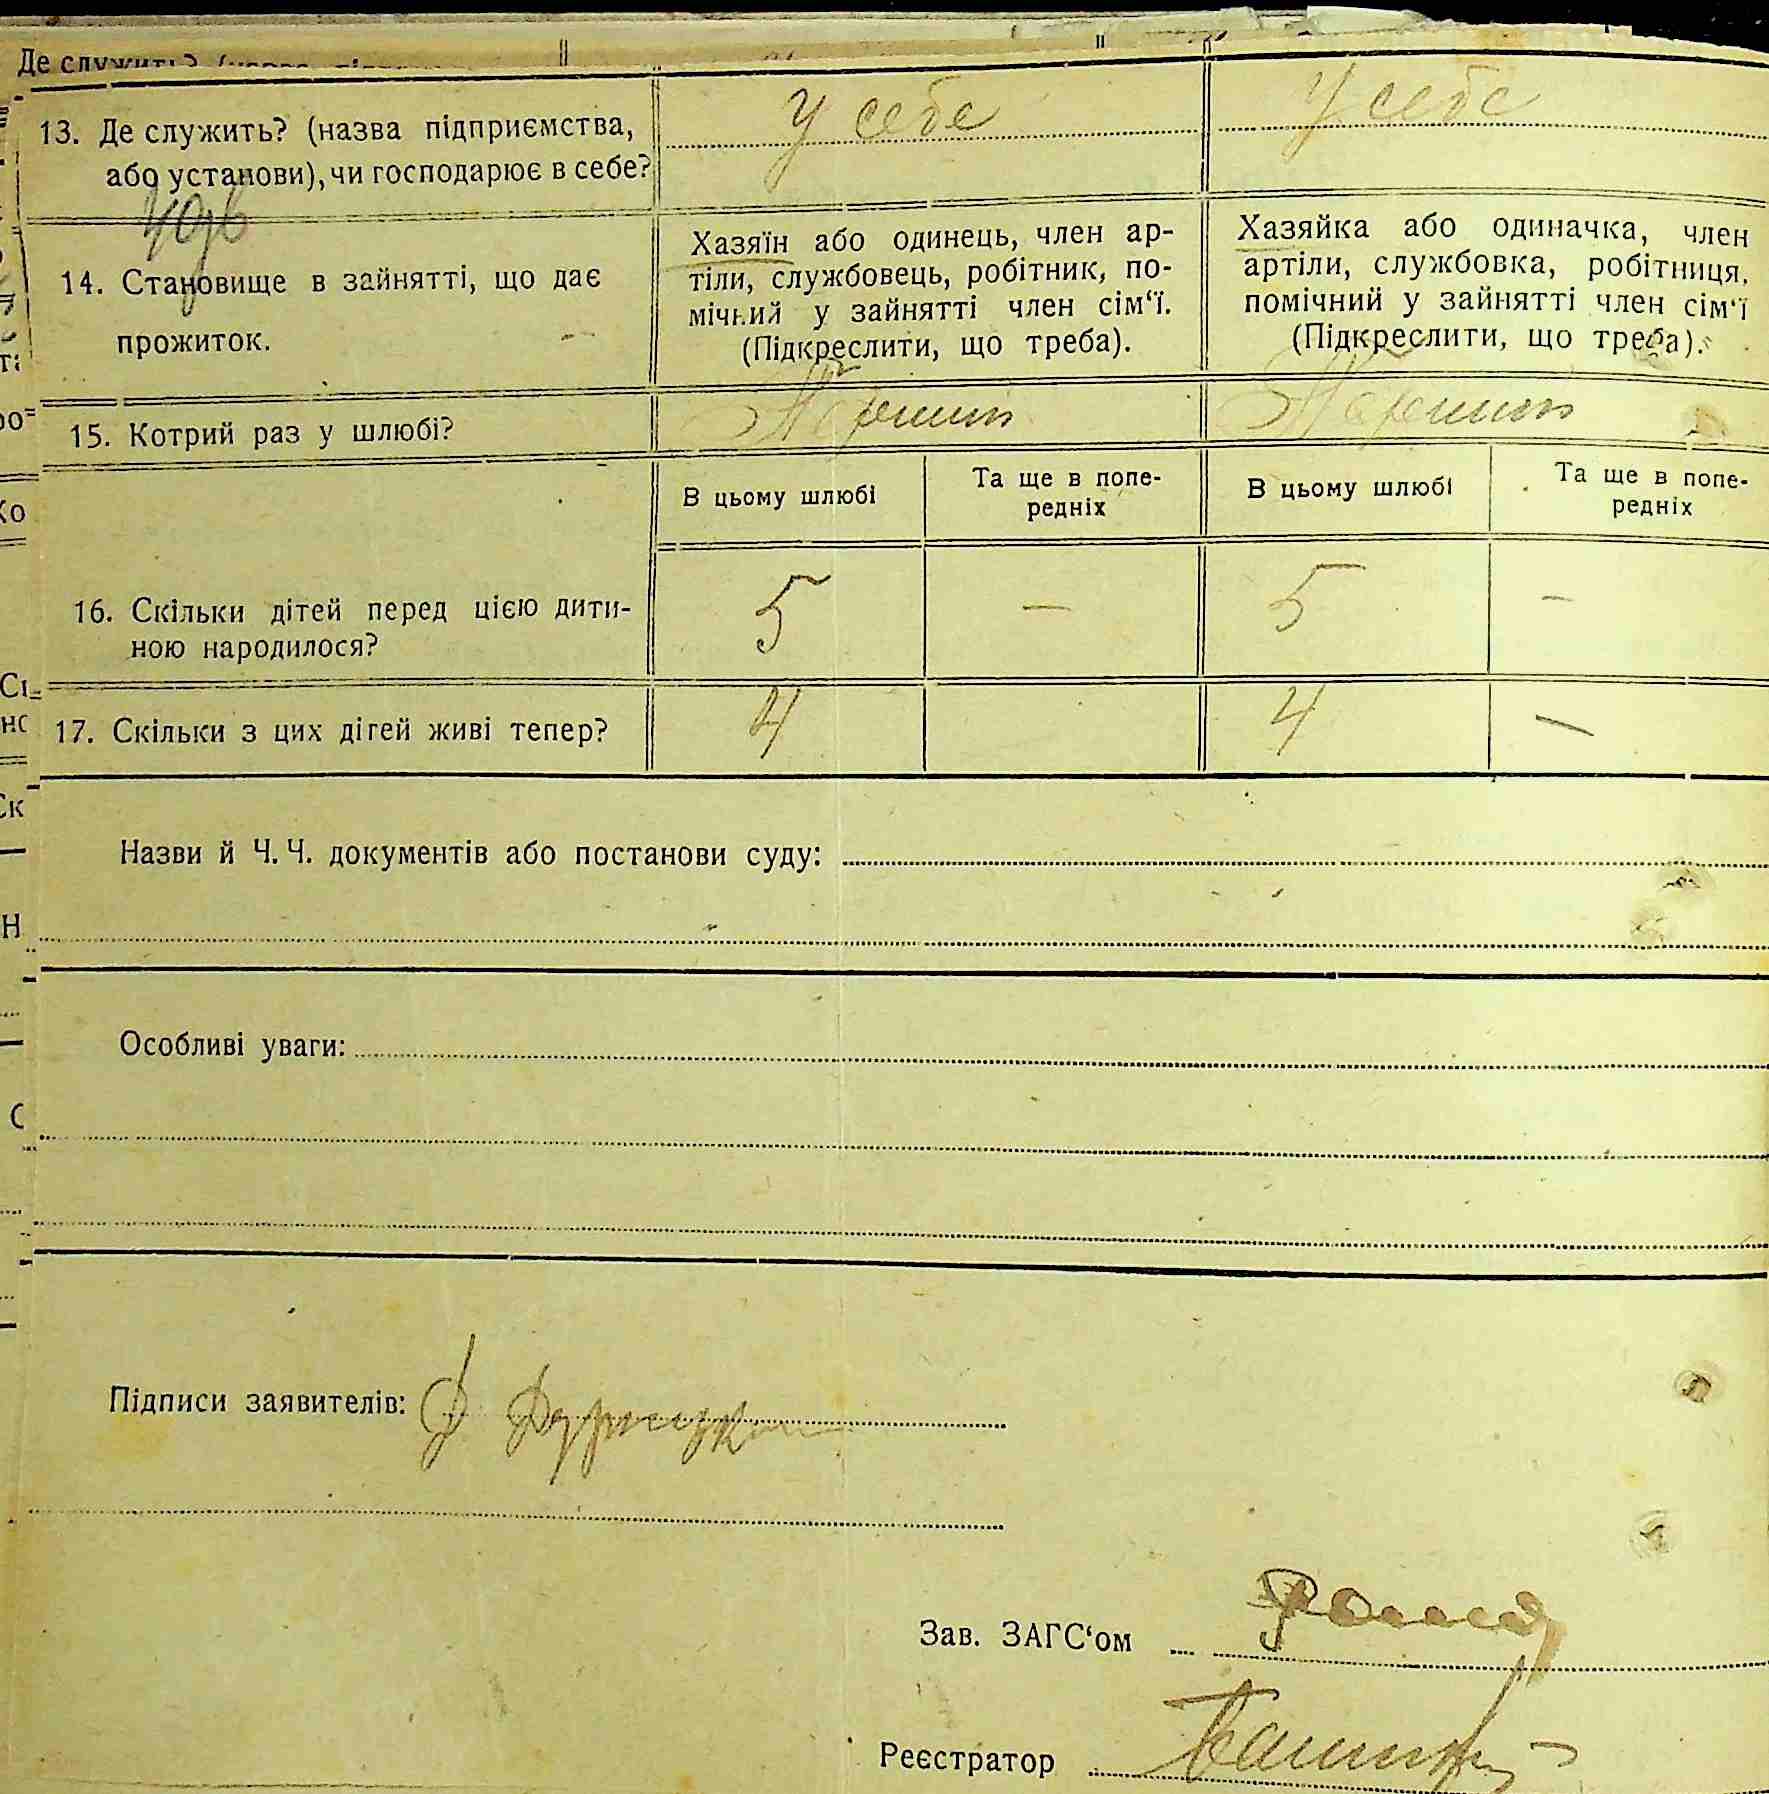 Де служить?
13. Де служить? (назва підприємства,
або установи), чи господарює в себе?
У себе
У себе
14. Становище в зайнятті, що дає
прожиток.
Хазяїн або одинець, член ар-
тіли, службовець, робітник, по-
мічний у зайнятті член сім‘ї.
(Підкреслити, що треба).
Хазяйка або одиначка, член
артіли, службовка, робітниця,
помічний у зайнятті член сім‘ї
(Підкреслити, що треба).
15. Котрий раз у шлюбі?
В цьому шлюбі
Та ще в попе-
редніх
В цьому шлюбі
Та ще в попе-
редніх
16. Скільки дітей перед цією дити-
ною народилося?
5
—
5
—
17. Скільки з цих дітей живі тепер?
4
4
—
Назви й Ч. Ч. документів або постанови суду:
Особливі уваги:
Підписи заявителів:
Зав. ЗАГС‘ом
Реєстратор